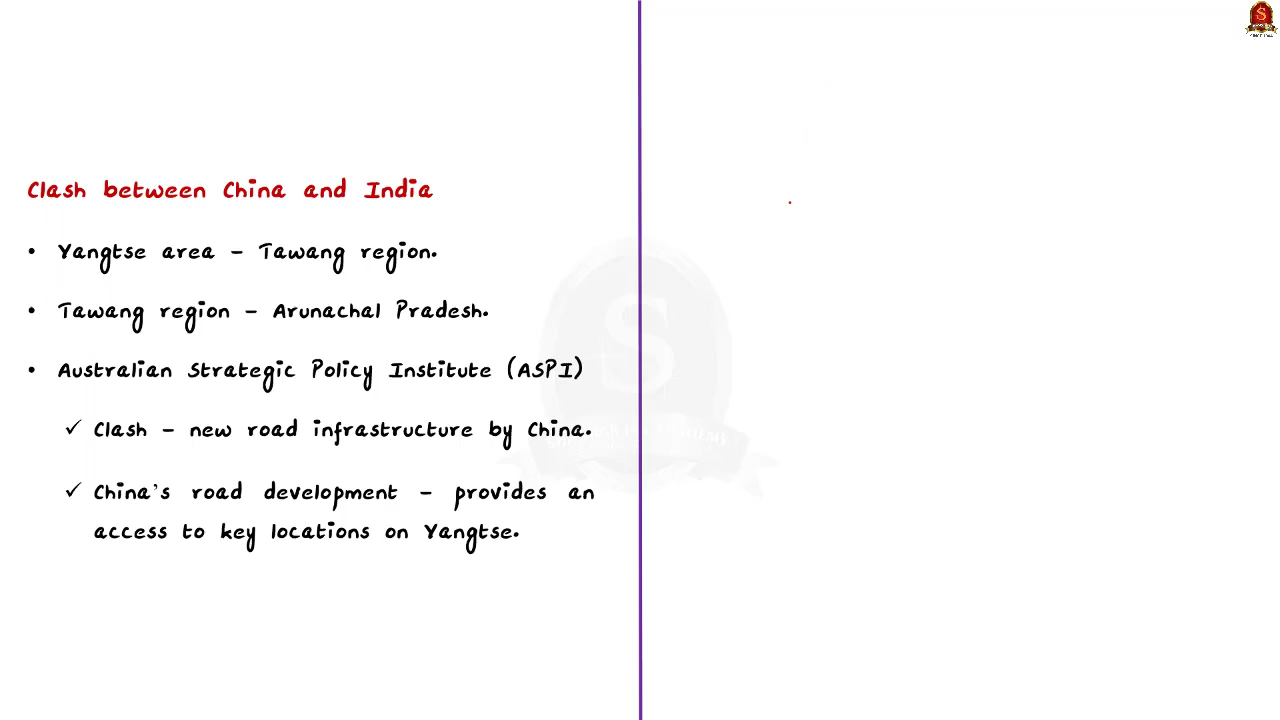 Clash between China and India
• Yangtse area – Tawang region.
• Tawang region – Arunachal Pradesh.
• Australian Strategic Policy Institute (ASPI)
✓ Clash – new road infrastructure by China.
✓ China's road development – provides an
access to key locations on Yangtse.